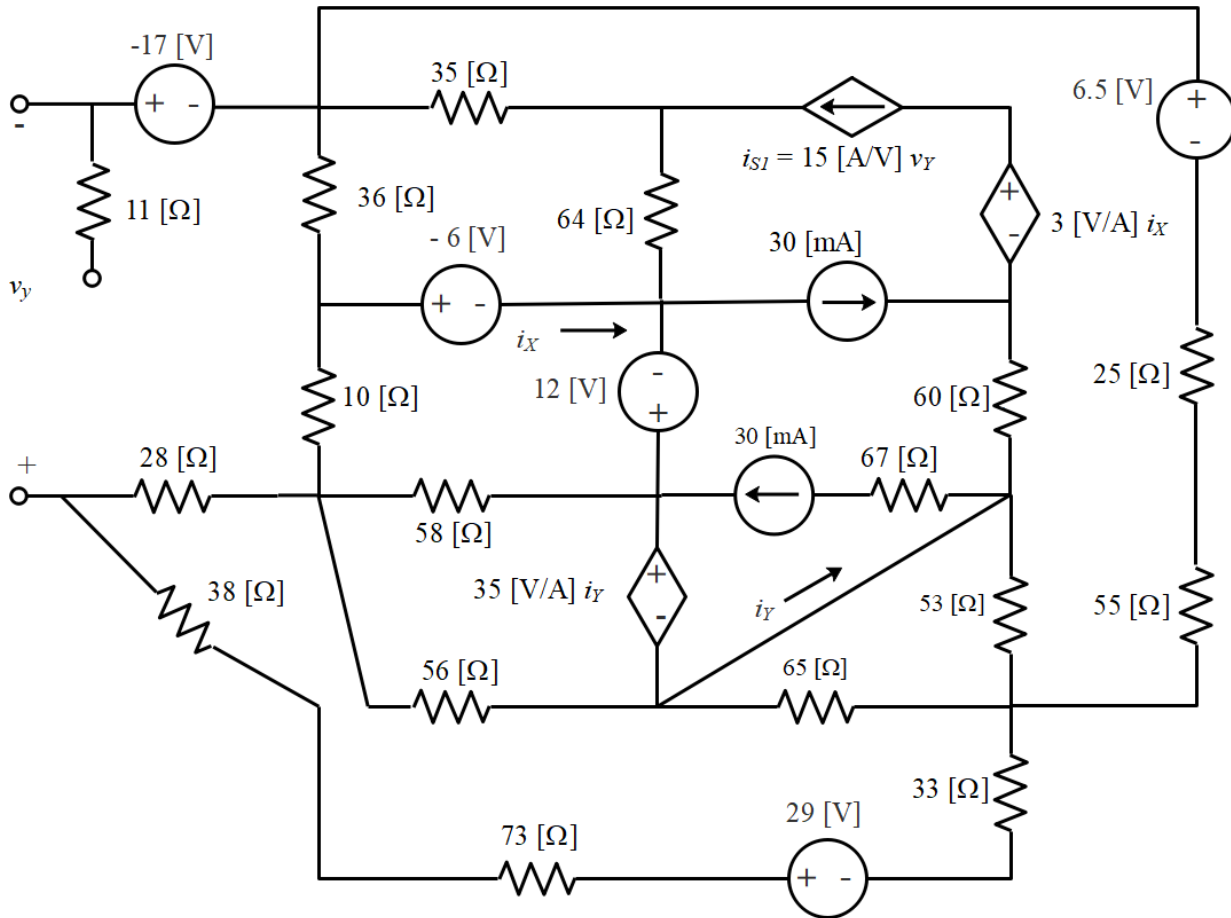 -17 [V]
35 [Ω]
6.5 [V]
+ -
+
-
-
i_S1 = 15 [A/V] v_Y
11 [Ω]
36 [Ω]
64 [Ω]
+
-
3 [V/A] i_X
- 6 [V]
30 [mA]
v_y
+ -
i_X
10 [Ω]
12 [V]
-
+
60 [Ω]
25 [Ω]
30 [mA]
67 [Ω]
+
28 [Ω]
58 [Ω]
38 [Ω]
35 [V/A] i_Y
+
-
i_Y
53 [Ω]
55 [Ω]
56 [Ω]
65 [Ω]
33 [Ω]
73 [Ω]
29 [V]
+ -